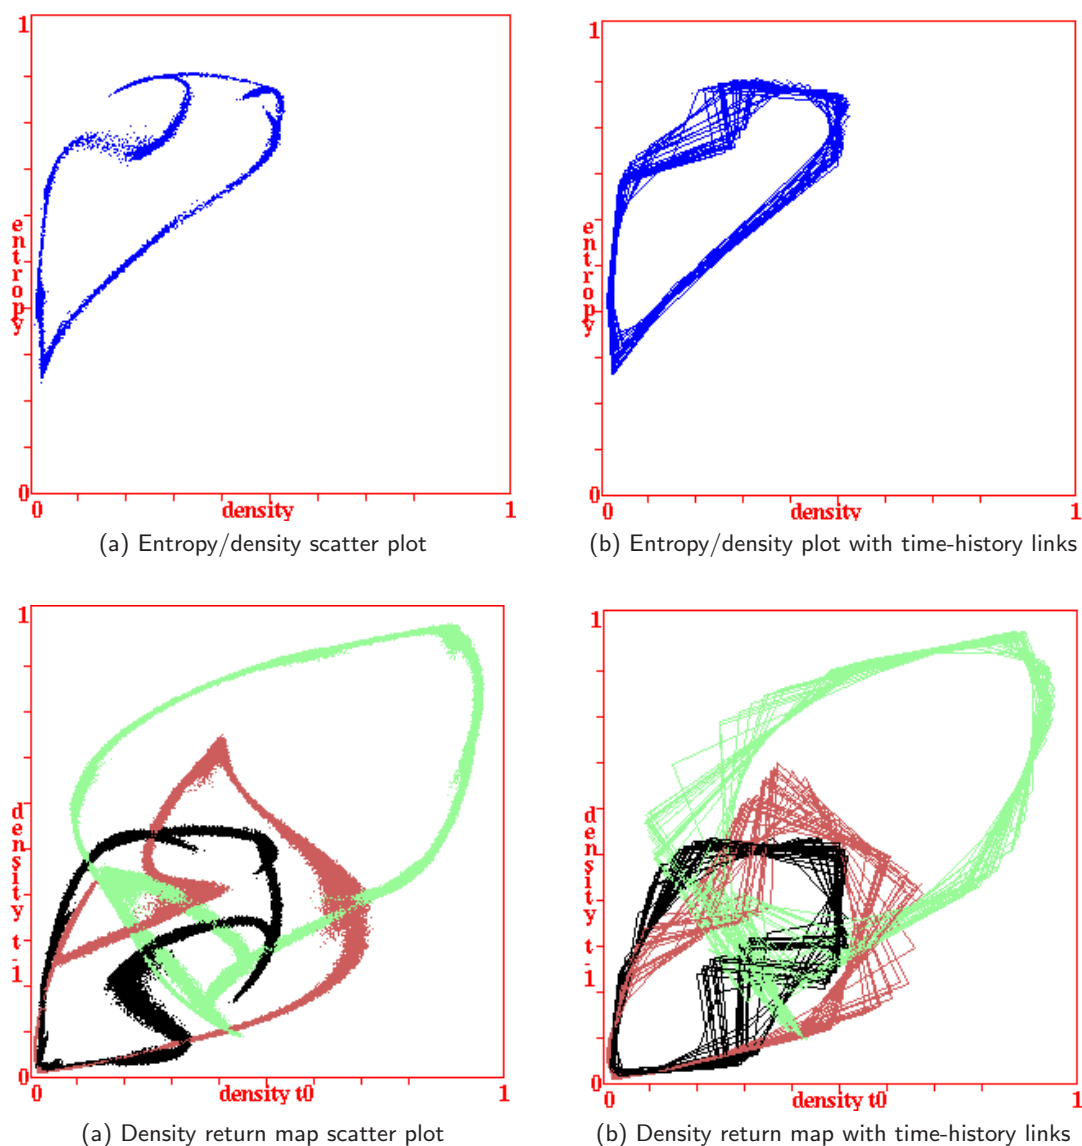 1
entropy
0
0
density
1
(a) Entropy/density scatter plot
1
entropy
0
0
density
1
(b) Entropy/density plot with time-history links
1
density t-1
0
0
density t0
1
(a) Density return map scatter plot
1
density t-1
0
0
density t0
1
(b) Density return map with time-history links